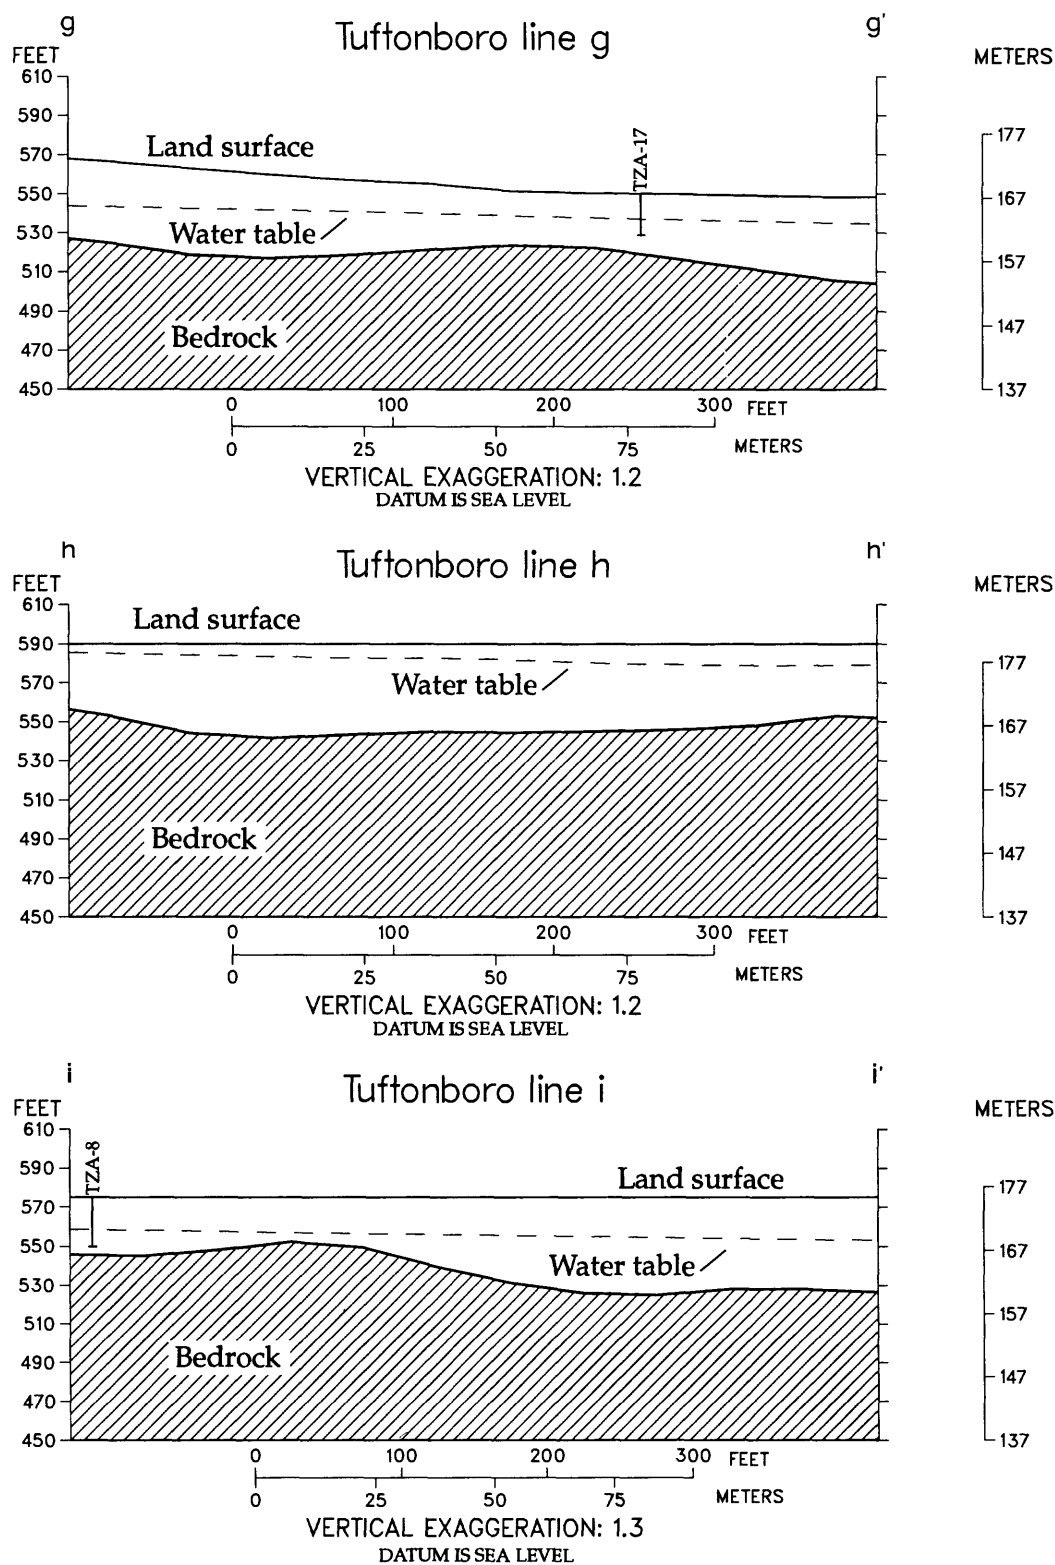 g g'
Tuftonboro line g
FEET METERS
610
590
570
550
530
510
490
470
450
177
167
157
147
137
Land surface
TZA-17
Water table
Bedrock
0 100 200 300 FEET
0 25 50 75 METERS
VERTICAL EXAGGERATION: 1.2
DATUM IS SEA LEVEL
h h'
Tuftonboro line h
FEET METERS
610
590
570
550
530
510
490
470
450
177
167
157
147
137
Land surface
Water table
Bedrock
0 100 200 300 FEET
0 25 50 75 METERS
VERTICAL EXAGGERATION: 1.2
DATUM IS SEA LEVEL
i i'
Tuftonboro line i
FEET METERS
610
590
570
550
530
510
490
470
450
177
167
157
147
137
TZA-8
Land surface
Water table
Bedrock
0 100 200 300 FEET
0 25 50 75 METERS
VERTICAL EXAGGERATION: 1.3
DATUM IS SEA LEVEL